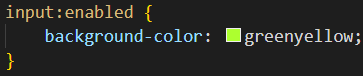 input:enabled {
    background-color: greenyellow;
}